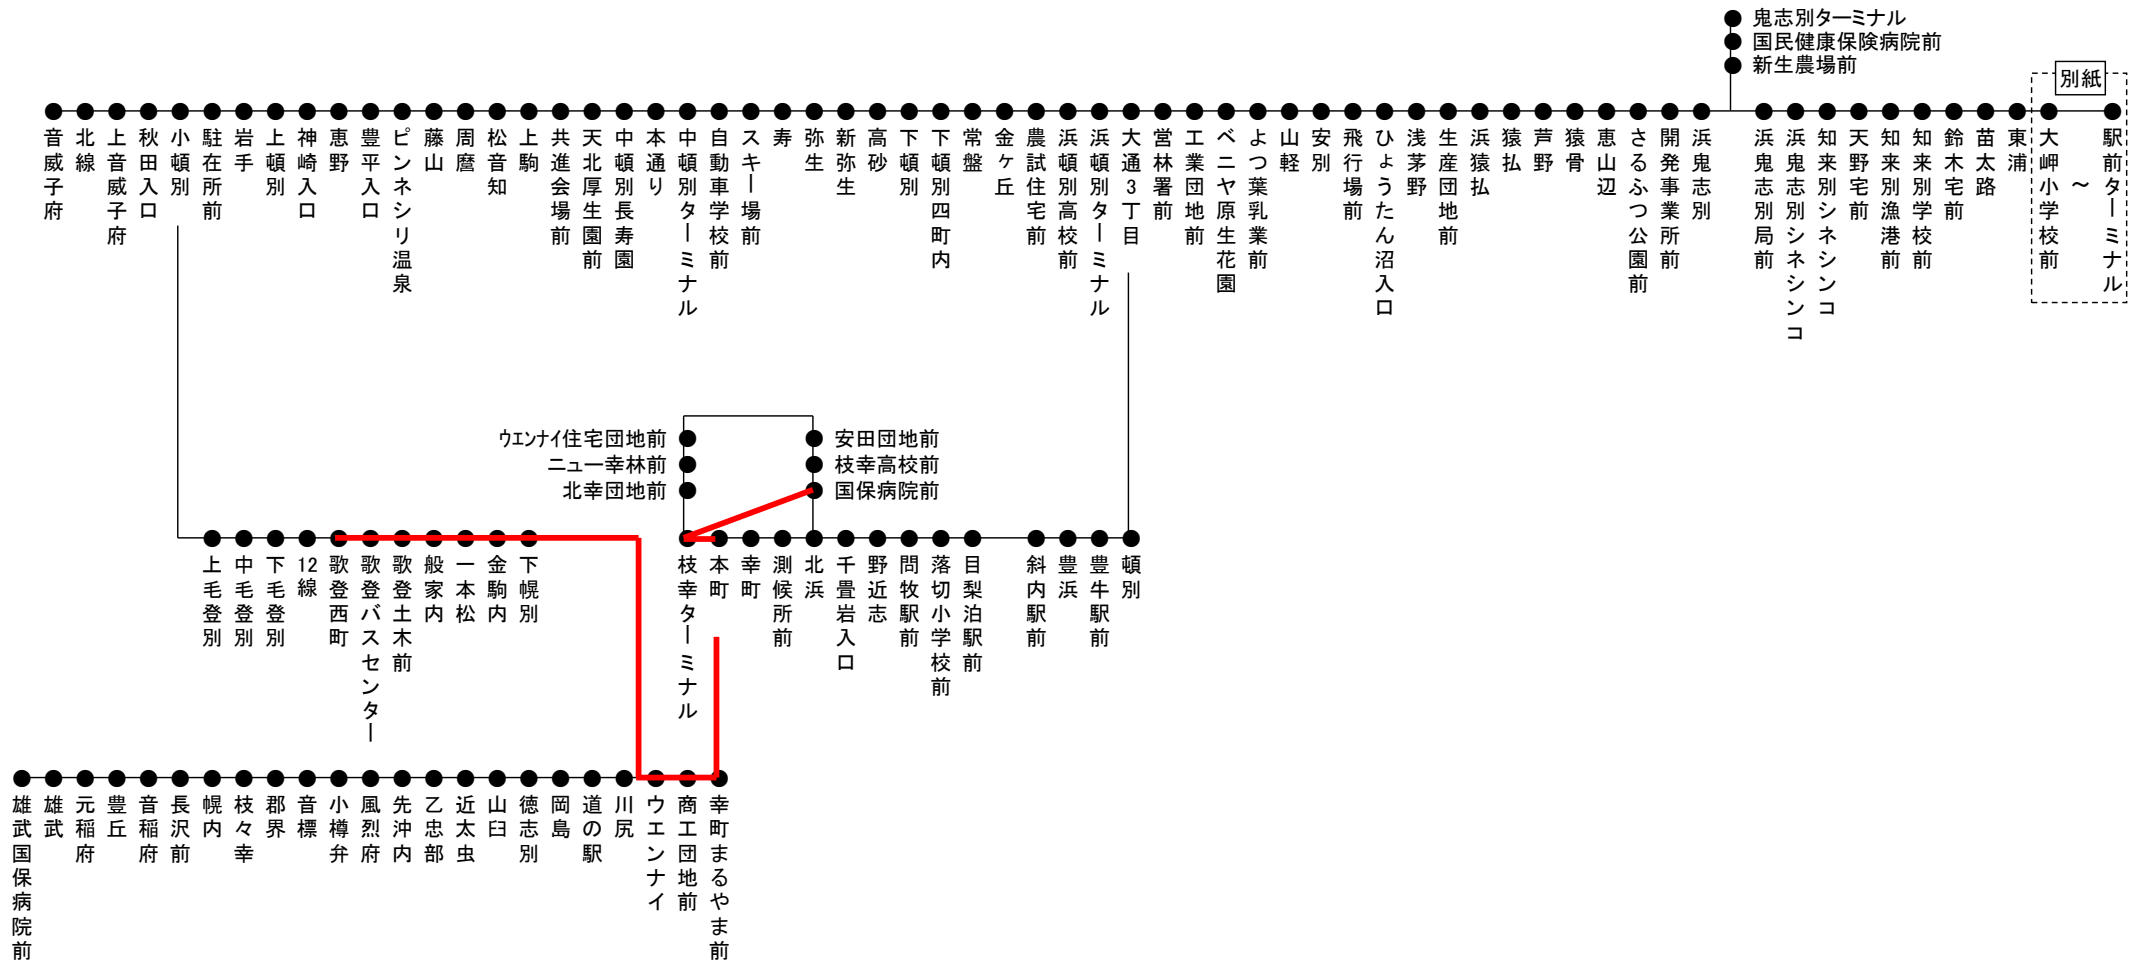 鬼志別ターミナル
国民健康保険病院前
新生農場前
別紙
音威子府
北線
上音威子府
秋田入口
小頓別
駐在所前
岩手
上頓別
神崎入口
恵野
豊平入口
ピンネシリ温泉
藤山
周麿
松音知
上駒
共進会場前
天北厚生園前
中頓別長寿園
本通り
中頓別ターミナル
自動車学校前
スキー場前
寿
弥生
新弥生
高砂
下頓別
下頓別四町内
常盤
金ヶ丘
農試住宅前
浜頓別高校前
浜頓別ターミナル
大通3丁目
営林署前
工業団地前
ベニヤ原生花園
よつ葉乳業前
山軽
安別
飛行場前
ひょうたん沼入口
浅茅野
生産団地前
浜猿払
猿払
芦野
猿骨
恵山辺
さるふつ公園前
開発事業所前
浜鬼志別
浜鬼志別局前
浜鬼志別シネシンコ
知来別シネシンコ
天野宅前
知来別漁港前
知来別学校前
鈴木宅前
苗太路
東浦
大岬小学校前
～
駅前ターミナル
ウエンナイ住宅団地前
ニュー幸林前
北幸団地前
安田団地前
枝幸高校前
国保病院前
上毛登別
中毛登別
下毛登別
12線
歌登西町
歌登バスセンター
歌登土木前
般家内
一本松
金駒内
下幌別
枝幸ターミナル
本町
幸町
測候所前
北浜
千畳岩入口
野近志
問牧駅前
落切小学校前
目梨泊駅前
斜内駅前
豊浜
豊牛駅前
頓別
雄武国保病院前
雄武
元稲府
豊丘
音稲府
長沢前
幌内
枝々幸
郡界
音標
小樽弁
風烈府
先沖内
乙忠部
近太虫
山臼
徳志別
岡島
道の駅
川尻
ウエンナイ
商工団地前
幸町まるやま前